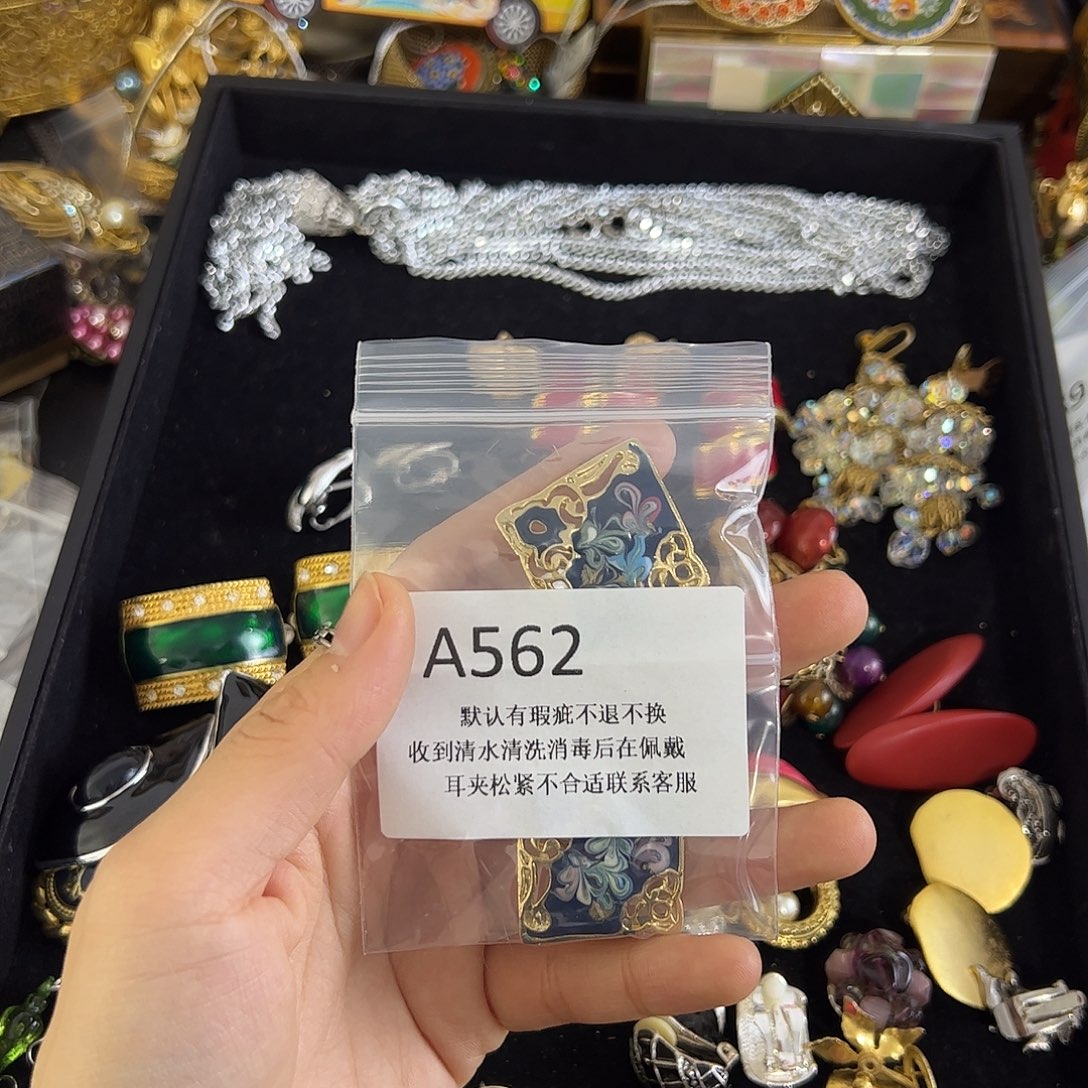 A562
默认有瑕疵不退不换
收到清水清洗消毒后在佩戴
耳夹松紧不合适联系客服
9